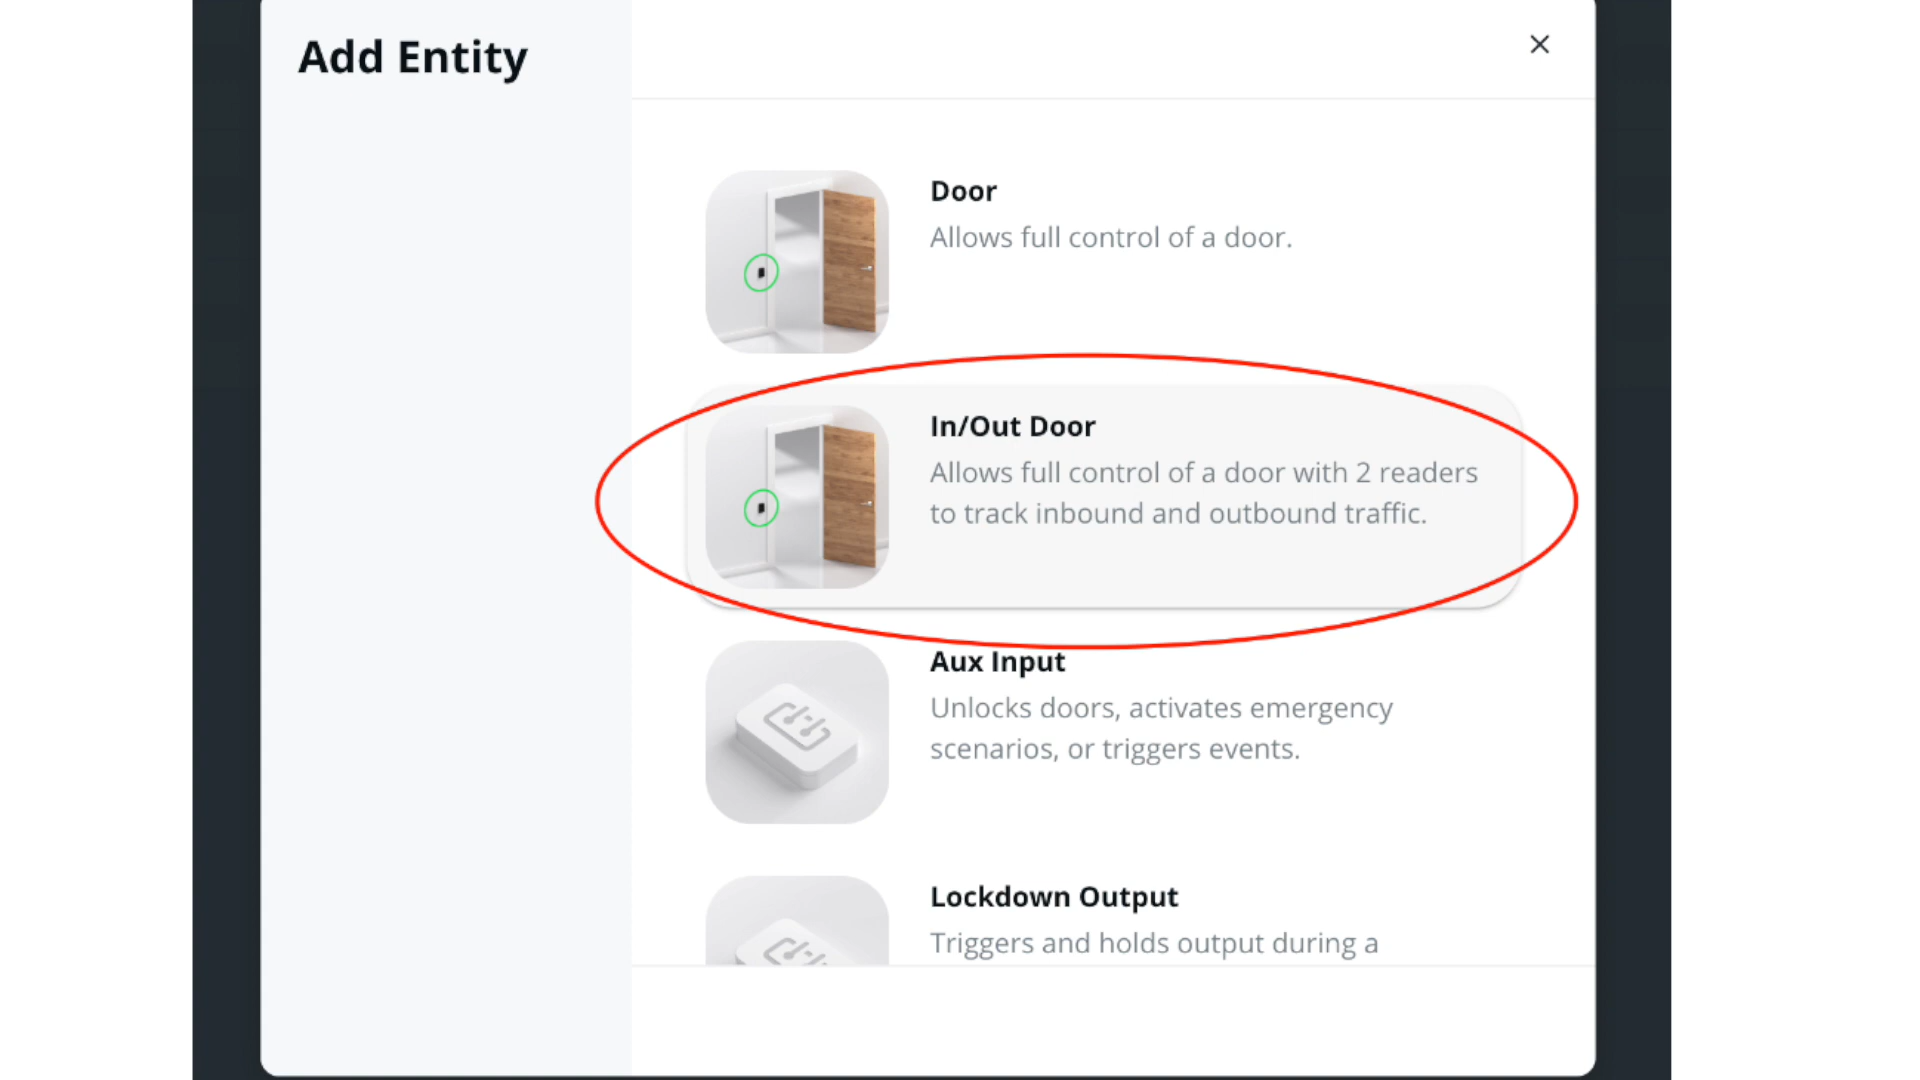 Add Entity
Door
Allows full control of a door.
In/Out Door
Allows full control of a door with 2 readers
to track inbound and outbound traffic.
Aux Input
Unlocks doors, activates emergency
scenarios, or triggers events.
Lockdown Output
Triggers and holds output during a